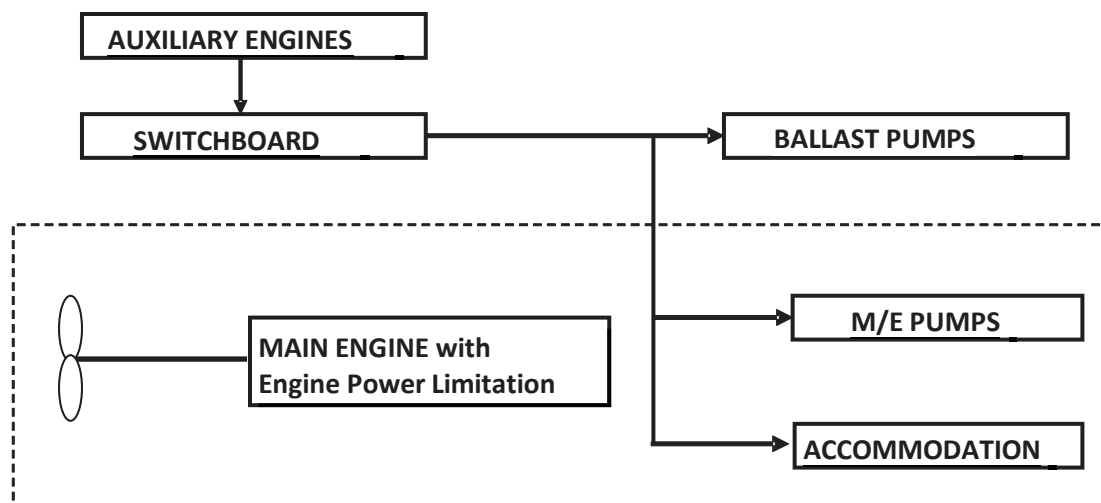 AUXILIARY ENGINES
SWITCHBOARD
BALLAST PUMPS
MAIN ENGINE with
Engine Power Limitation
M/E PUMPS
ACCOMMODATION